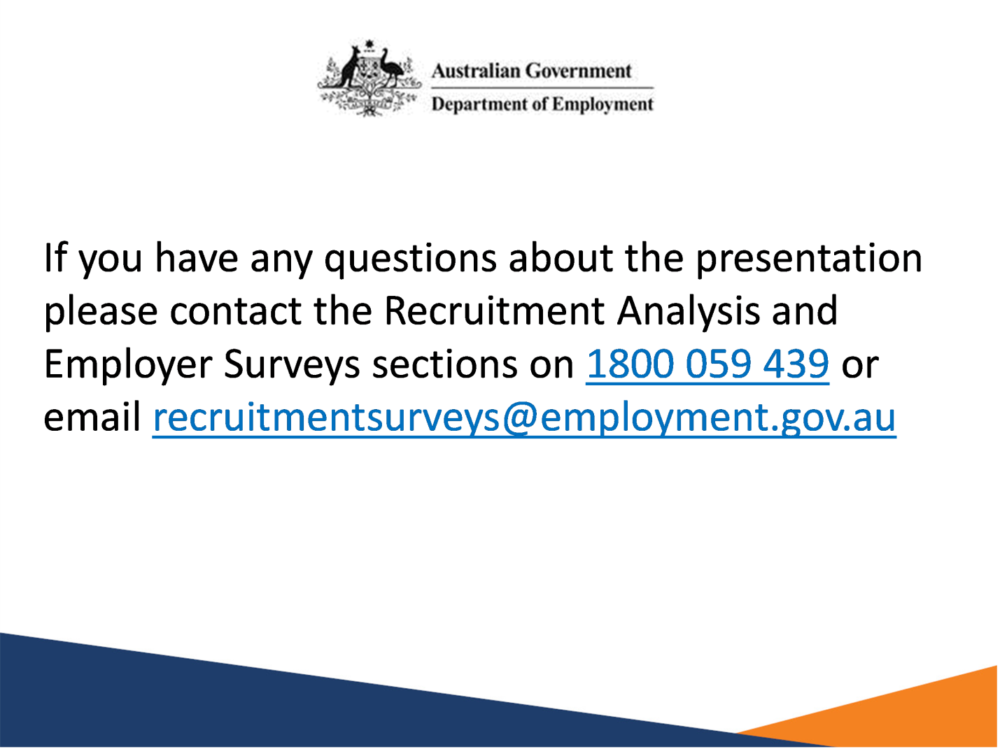 Australian Government
Department of Employment
If you have any questions about the presentation
please contact the Recruitment Analysis and
Employer Surveys sections on 1800 059 439 or
email recruitmentsurveys@employment.gov.au